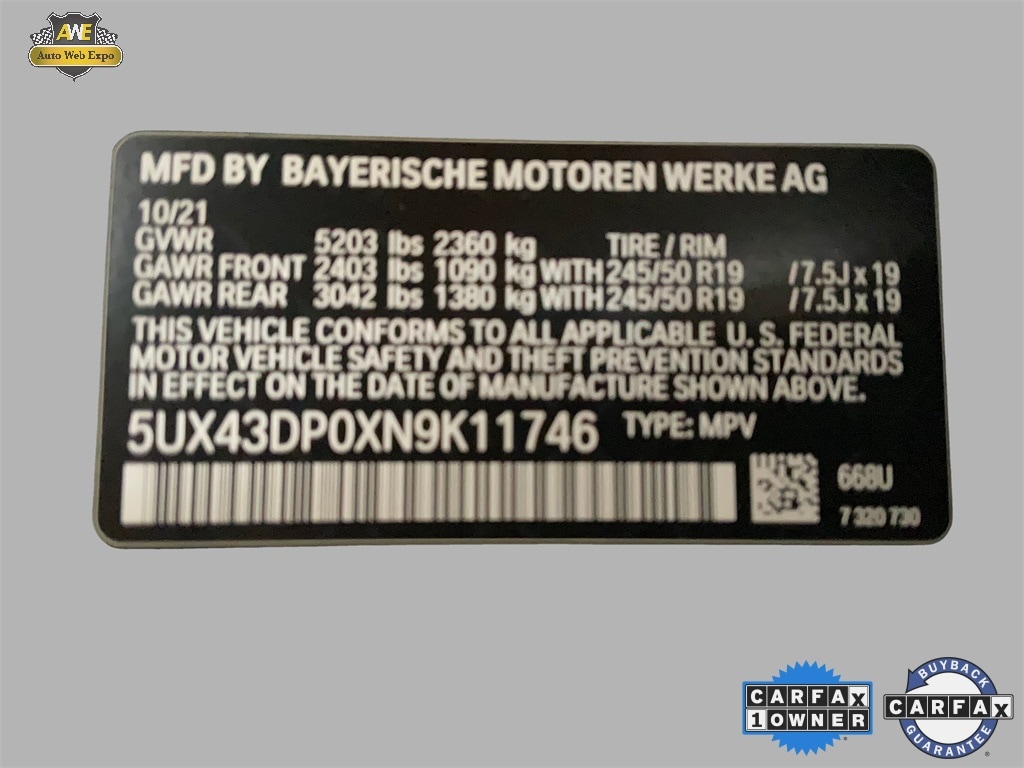 AWE
Auto Web Expo
MFD BY BAYERISCHE MOTOREN WERKE AG
10/21
GVWR 5203 lbs 2360 kg TIRE / RIM
GAWR FRONT 2403 lbs 1090 kg WITH 245/50 R19 /7.5J x 19
GAWR REAR 3042 lbs 1380 kg WITH 245/50 R19 /7.5J x 19
THIS VEHICLE CONFORMS TO ALL APPLICABLE U. S. FEDERAL
MOTOR VEHICLE SAFETY AND THEFT PREVENTION STANDARDS
IN EFFECT ON THE DATE OF MANUFACTURE SHOWN ABOVE.
5UX43DP0XN9K11746 TYPE: MPV
668U
7 320 730
CARFAX
1 OWNER
BUYBACK
CARFAX
GUARANTEE